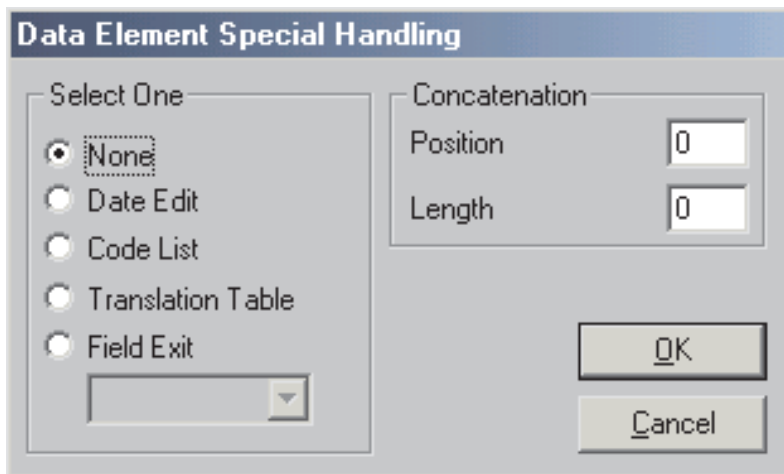 Data Element Special Handling
Select One
None
Date Edit
Code List
Translation Table
Field Exit
Concatenation
Position 0
Length 0
OK
Cancel